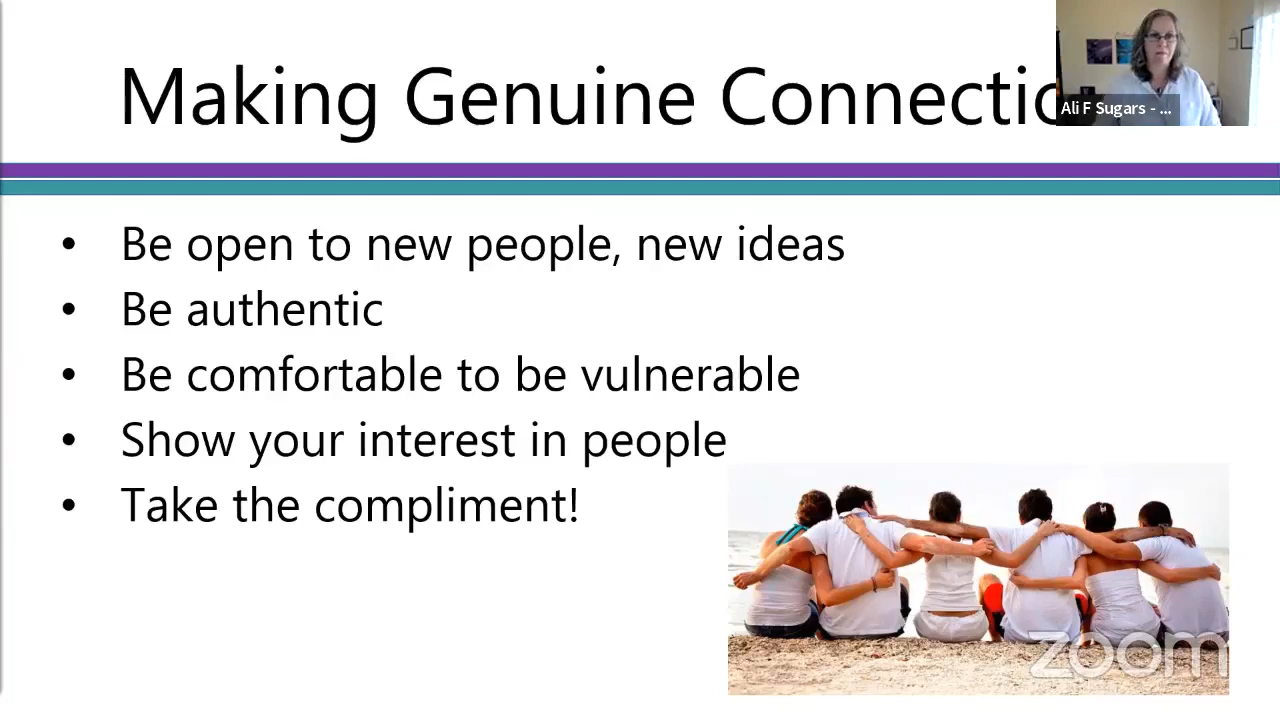 Making Genuine Connectio
Ali F Sugars - ...
• Be open to new people, new ideas
• Be authentic
• Be comfortable to be vulnerable
• Show your interest in people
• Take the compliment!
zoom